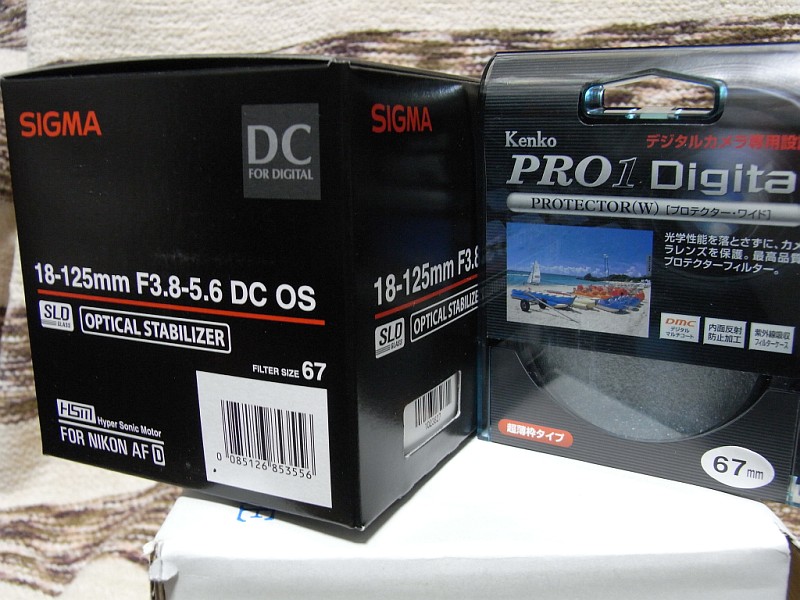 SIGMA
DC
FOR DIGITAL
18-125mm F3.8-5.6 DC OS
SLD
GLASS
OPTICAL STABILIZER
FILTER SIZE 67
HSM Hyper Sonic Motor
FOR NIKON AF D
0 085126 853556
SIGMA
18-125mm F3.8
SLD
GLASS
OPTICAL STABILIZER
Kenko
デジタルカメラ専用設
PRO1 Digita
PROTECTOR(W) [プロテクター・ワイド]
光学性能を落とさずに、カメ
ラレンズを保護。最高品質
プロテクターフィルター。
DMC
デジタル
マルチコート
内面反射
防止加工
紫外線吸収
フィルターケース
超薄枠タイプ
67mm